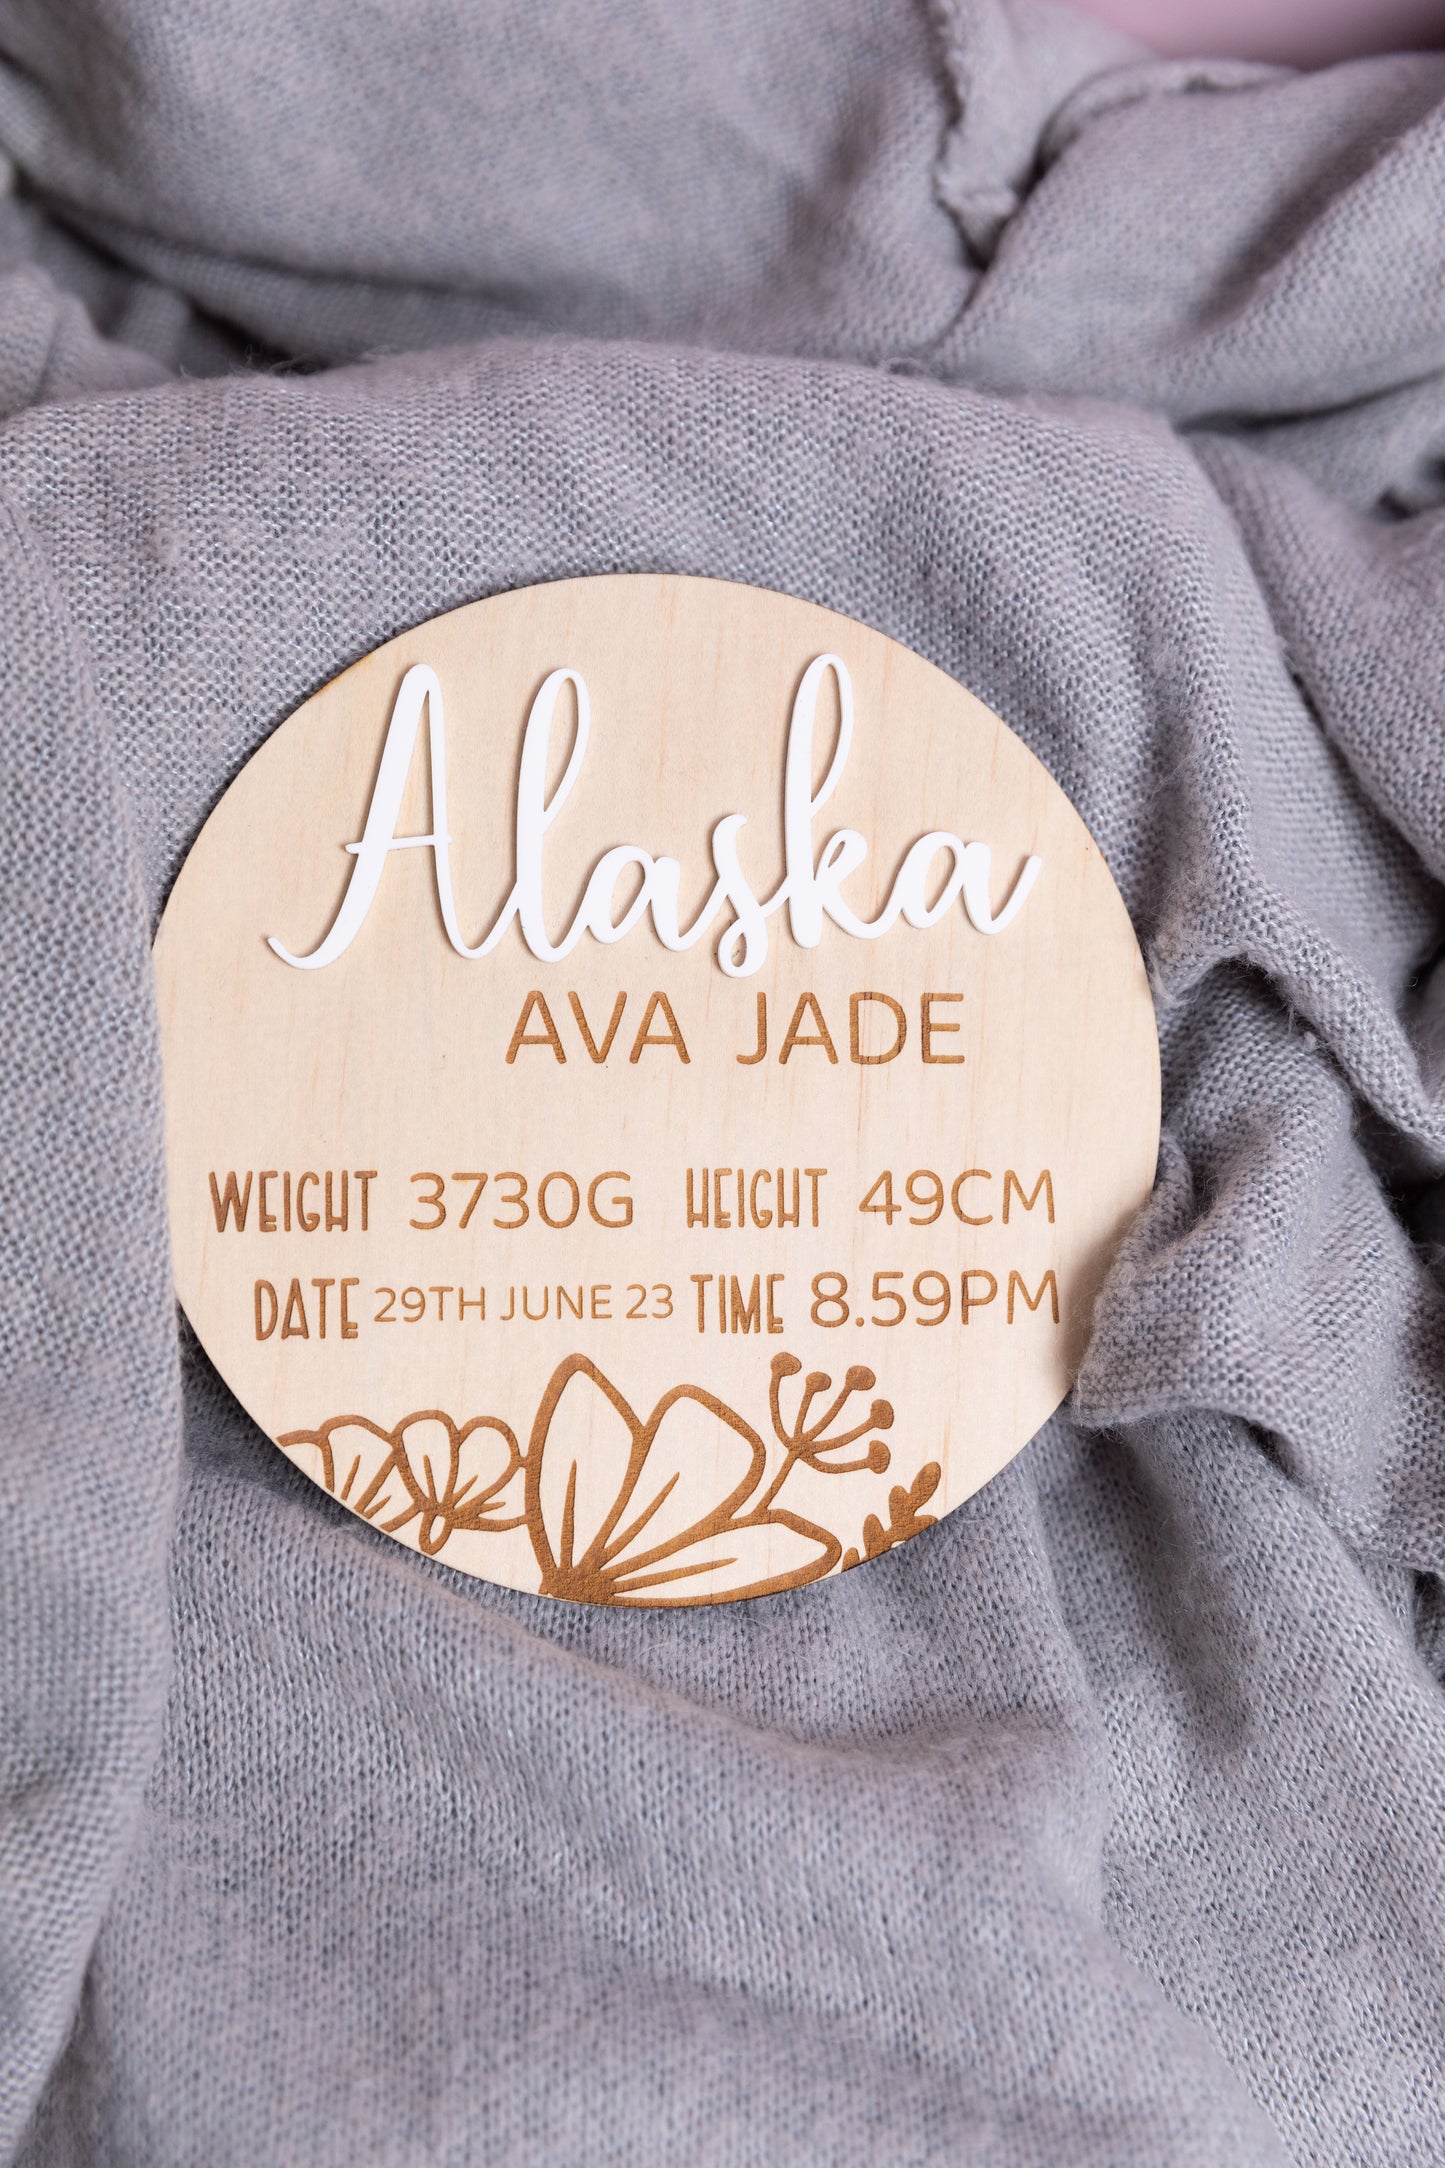 Alaska
AVA JADE
WEIGHT 3730G HEIGHT 49CM
DATE 29TH JUNE 23 TIME 8.59PM